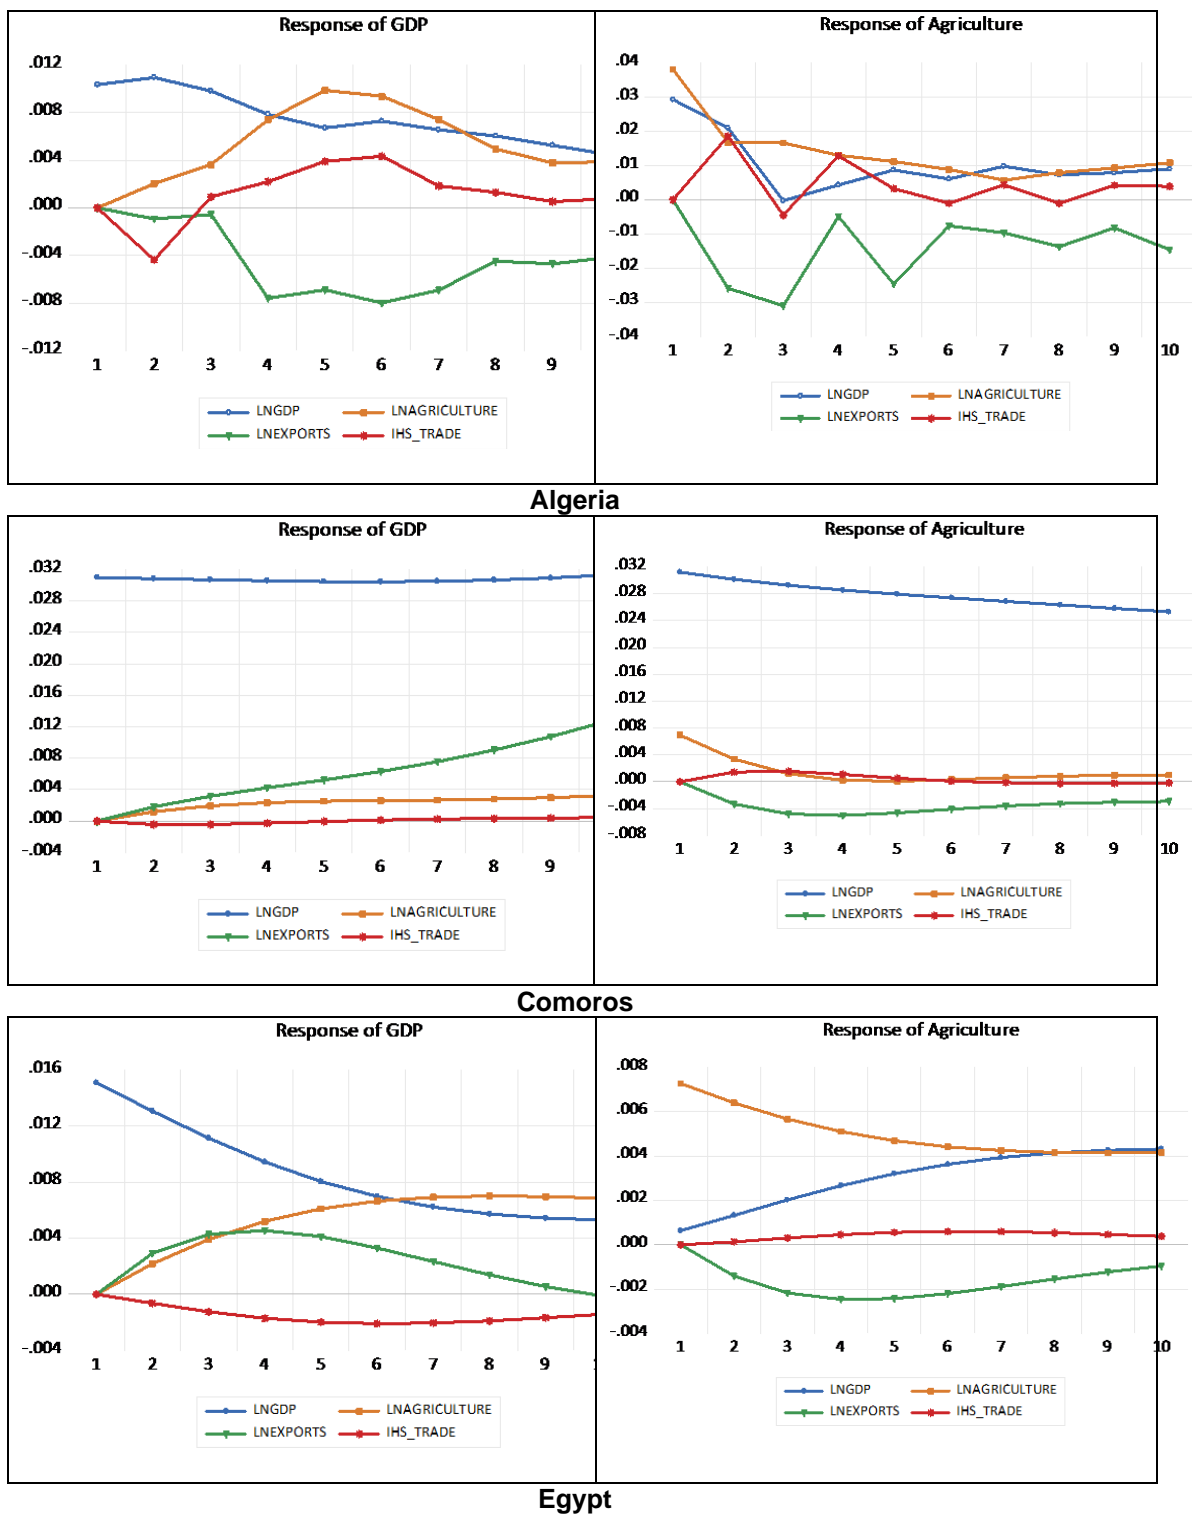 Response of GDP
.012
.008
.004
.000
-.004
-.008
-.012
1 2 3 4 5 6 7 8 9
LNGDP LNAGRICULTURE
LNEXPORTS IHS_TRADE
Response of Agriculture
.04
.03
.02
.01
.00
-.01
-.02
-.03
-.04
1 2 3 4 5 6 7 8 9 10
LNGDP LNAGRICULTURE
LNEXPORTS IHS_TRADE
Algeria
Response of GDP
.032
.028
.024
.020
.016
.012
.008
.004
.000
-.004
1 2 3 4 5 6 7 8 9
LNGDP LNAGRICULTURE
LNEXPORTS IHS_TRADE
Response of Agriculture
.032
.028
.024
.020
.016
.012
.008
.004
.000
-.004
-.008
1 2 3 4 5 6 7 8 9 10
LNGDP LNAGRICULTURE
LNEXPORTS IHS_TRADE
Comoros
Response of GDP
.016
.012
.008
.004
.000
-.004
1 2 3 4 5 6 7 8 9
LNGDP LNAGRICULTURE
LNEXPORTS IHS_TRADE
Response of Agriculture
.008
.006
.004
.002
.000
-.002
-.004
1 2 3 4 5 6 7 8 9 10
LNGDP LNAGRICULTURE
LNEXPORTS IHS_TRADE
Egypt